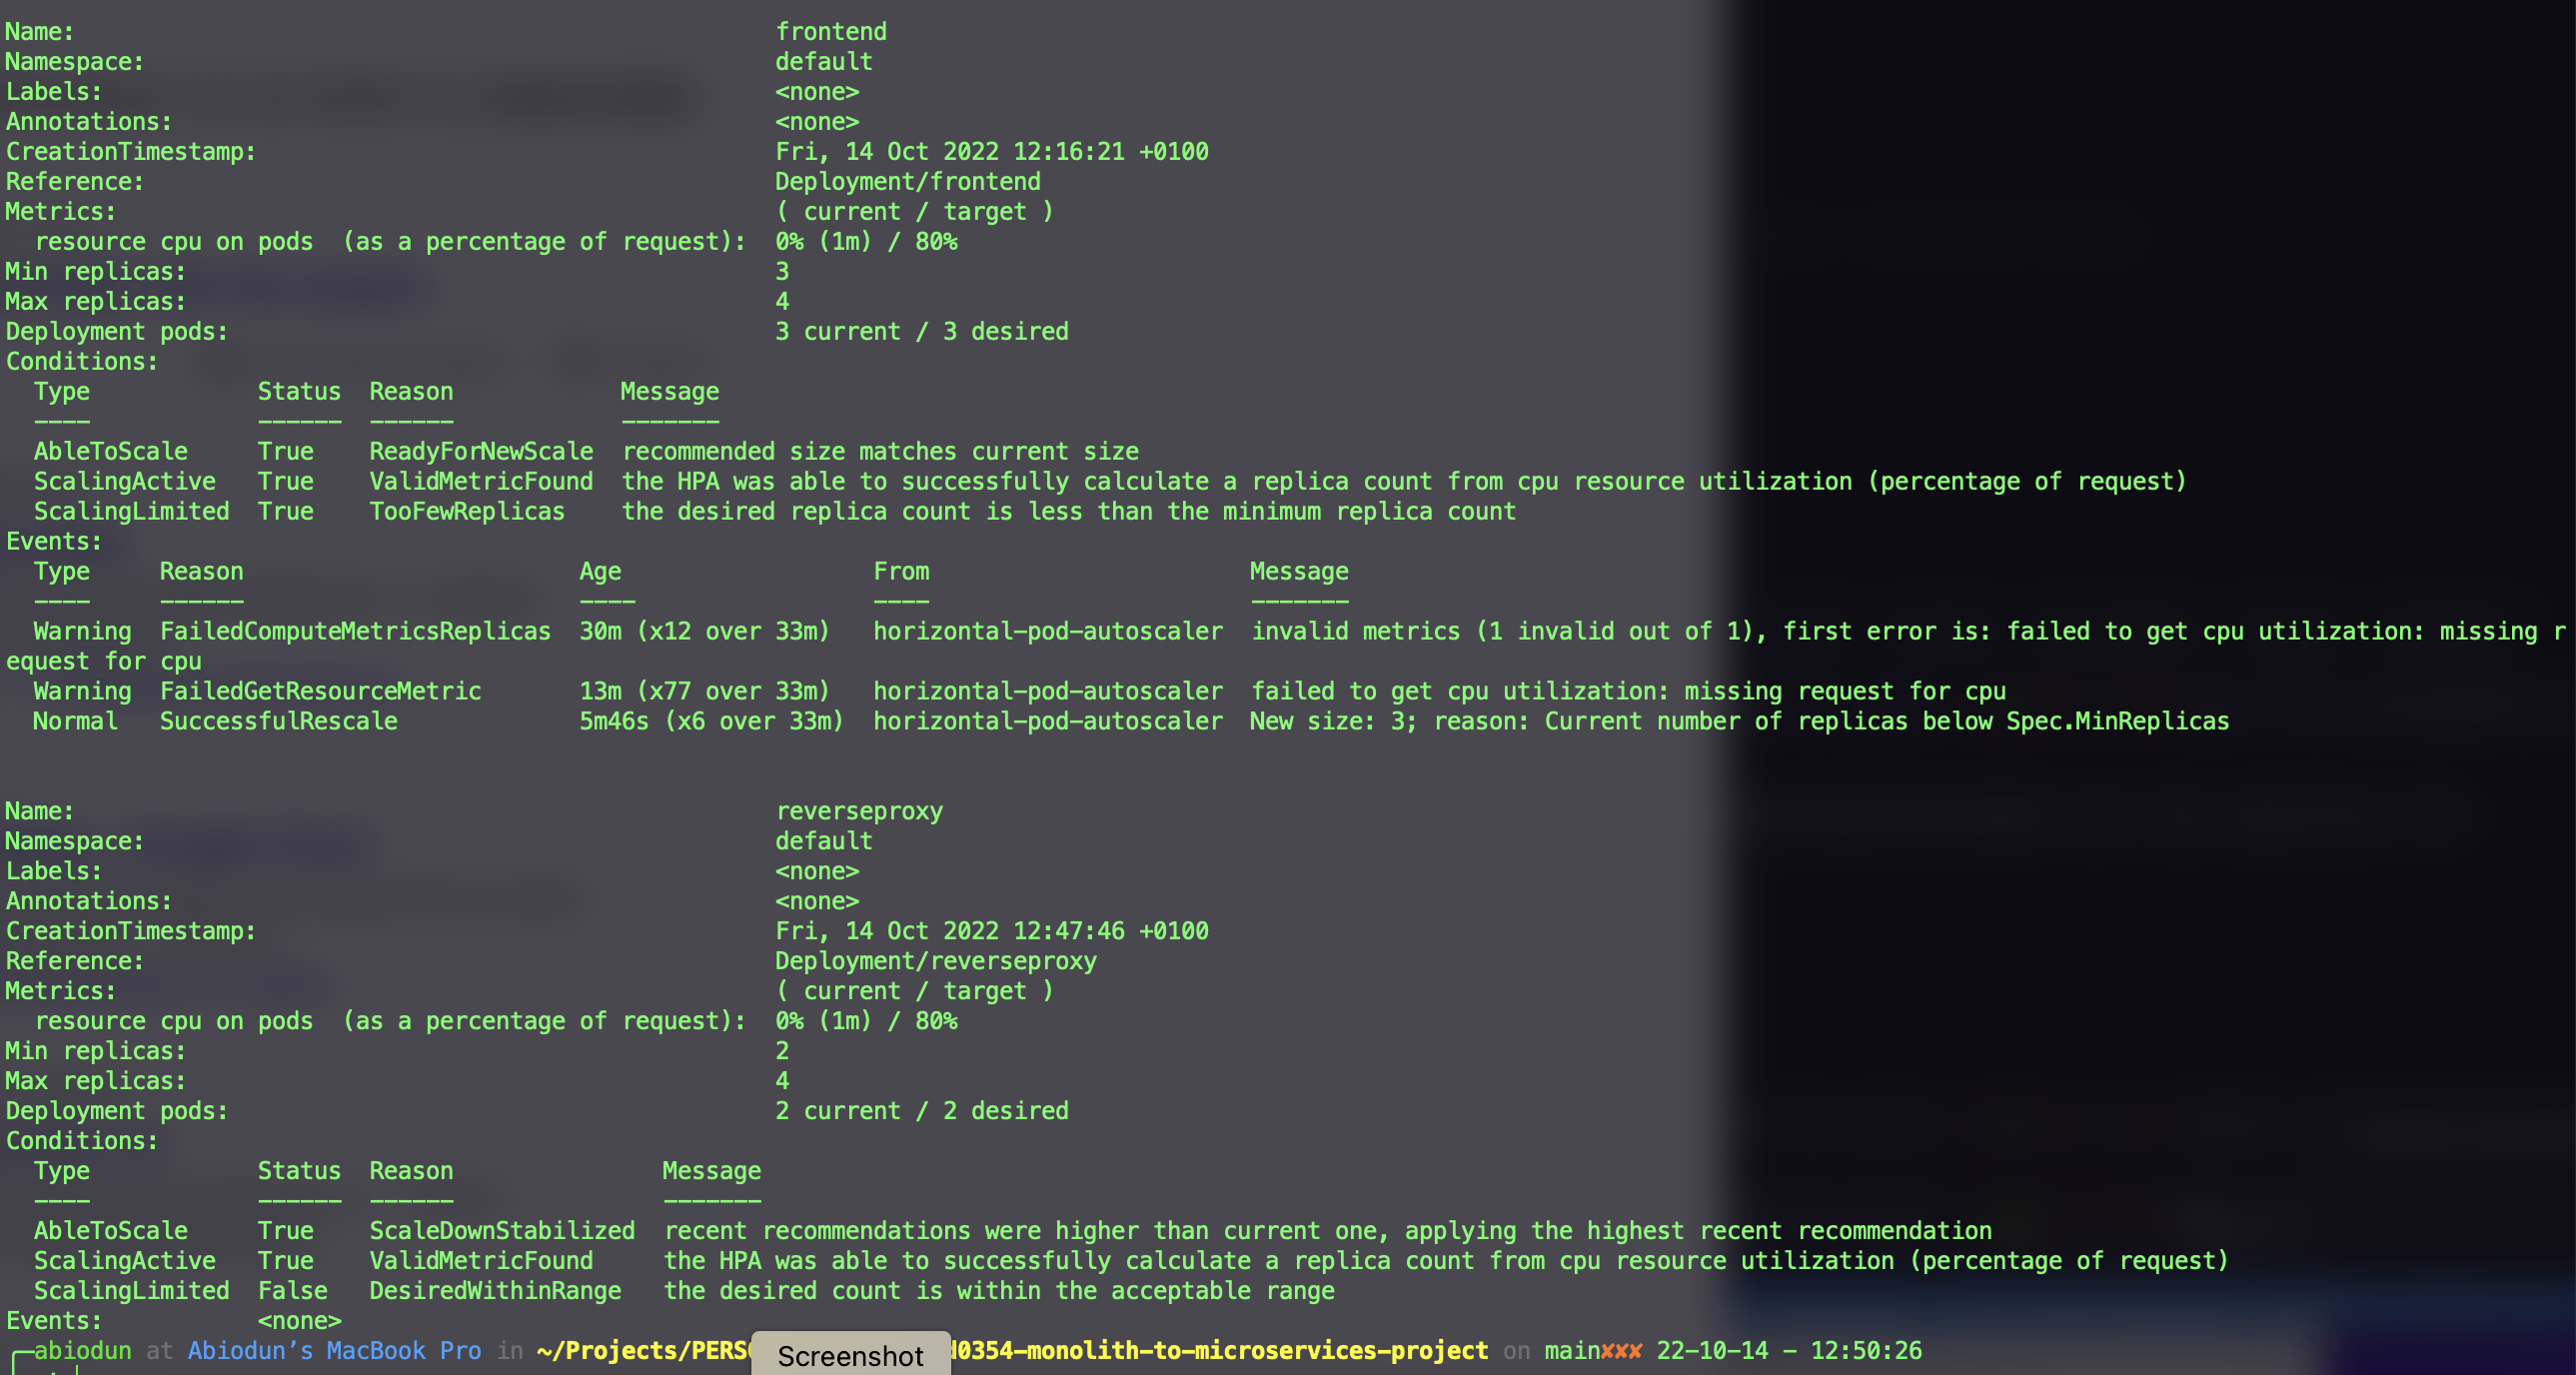 Name: frontend
Namespace: default
Labels: <none>
Annotations: <none>
CreationTimestamp: Fri, 14 Oct 2022 12:16:21 +0100
Reference: Deployment/frontend
Metrics: ( current / target )
  resource cpu on pods  (as a percentage of request):  0% (1m) / 80%
Min replicas: 3
Max replicas: 4
Deployment pods: 3 current / 3 desired
Conditions:
  Type            Status  Reason            Message
  ----            ------  ------            -------
  AbleToScale     True    ReadyForNewScale  recommended size matches current size
  ScalingActive   True    ValidMetricFound  the HPA was able to successfully calculate a replica count from cpu resource utilization (percentage of request)
  ScalingLimited  True    TooFewReplicas    the desired replica count is less than the minimum replica count
Events:
  Type     Reason                        Age                  From                       Message
  ----     ------                        ----                 ----                       -------
  Warning  FailedComputeMetricsReplicas  30m (x12 over 33m)   horizontal-pod-autoscaler  invalid metrics (1 invalid out of 1), first error is: failed to get cpu utilization: missing r
equest for cpu
  Warning  FailedGetResourceMetric       13m (x77 over 33m)   horizontal-pod-autoscaler  failed to get cpu utilization: missing request for cpu
  Normal   SuccessfulRescale             5m46s (x6 over 33m)  horizontal-pod-autoscaler  New size: 3; reason: Current number of replicas below Spec.MinReplicas
Name: reverseproxy
Namespace: default
Labels: <none>
Annotations: <none>
CreationTimestamp: Fri, 14 Oct 2022 12:47:46 +0100
Reference: Deployment/reverseproxy
Metrics: ( current / target )
  resource cpu on pods  (as a percentage of request):  0% (1m) / 80%
Min replicas: 2
Max replicas: 4
Deployment pods: 2 current / 2 desired
Conditions:
  Type            Status  Reason               Message
  ----            ------  ------               -------
  AbleToScale     True    ScaleDownStabilized  recent recommendations were higher than current one, applying the highest recent recommendation
  ScalingActive   True    ValidMetricFound     the HPA was able to successfully calculate a replica count from cpu resource utilization (percentage of request)
  ScalingLimited  False   DesiredWithinRange   the desired count is within the acceptable range
Events:           <none>
abiodun at Abiodun’s MacBook Pro in ~/Projects/PERS Screenshot 0354-monolith-to-microservices-project on main✘✘✘ 22-10-14 - 12:50:26